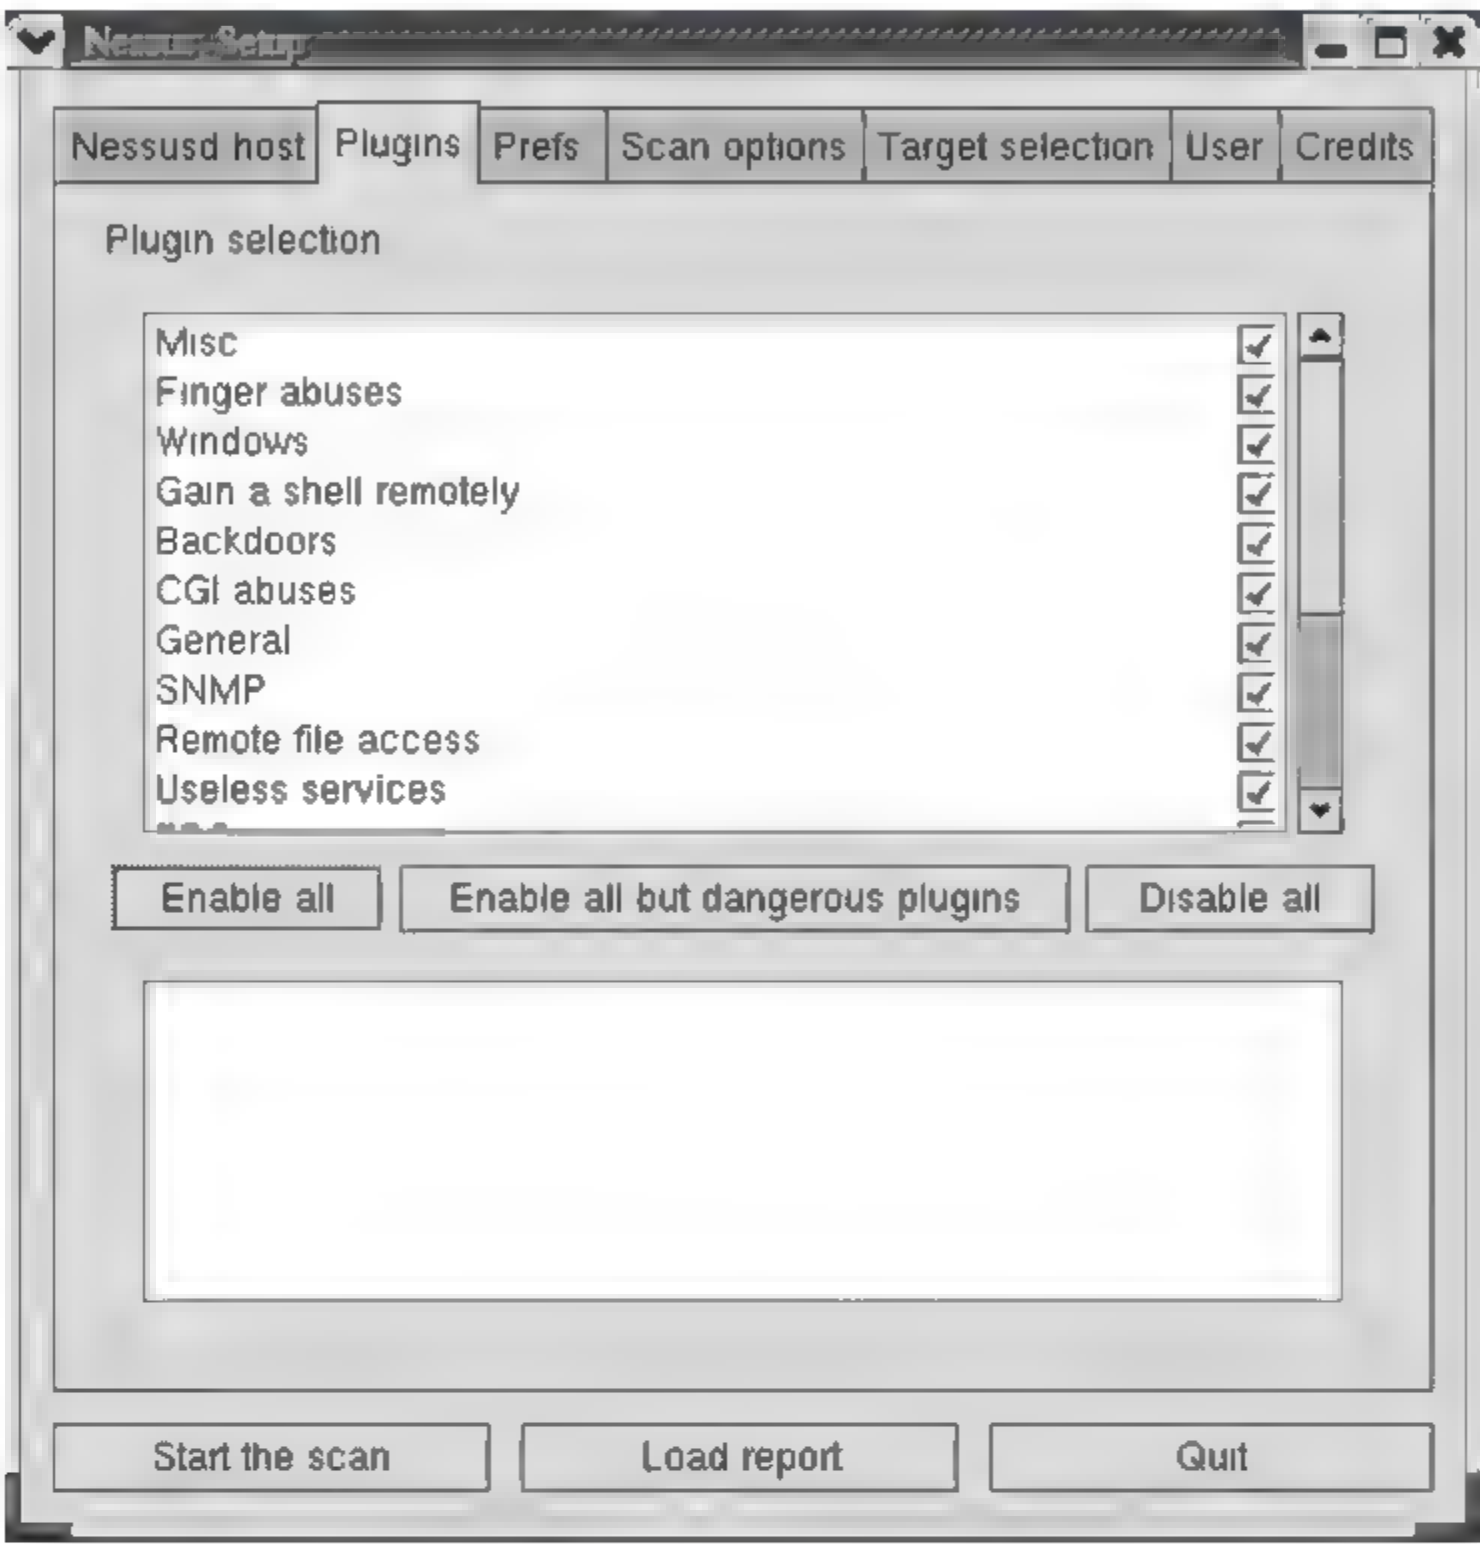 Nessus Setup
Nessusd host Plugins Prefs Scan options Target selection User Credits
Plugin selection
Misc
Finger abuses
Windows
Gain a shell remotely
Backdoors
CGI abuses
General
SNMP
Remote file access
Useless services
Enable all Enable all but dangerous plugins Disable all
Start the scan Load report Quit